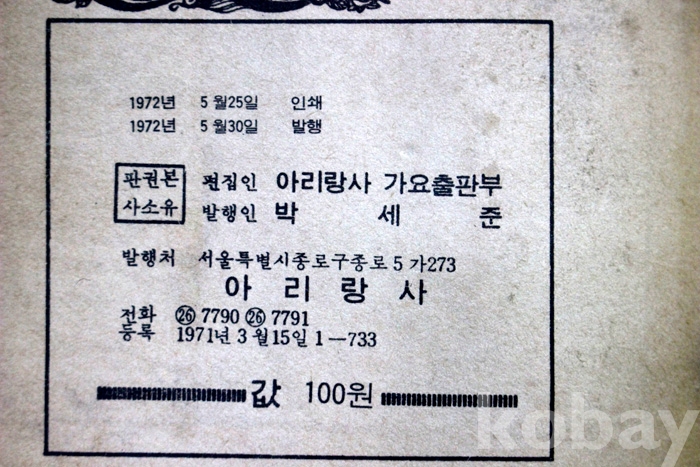 1972년 5월25일 인쇄
1972년 5월30일 발행
판권본
사소유
편집인 아리랑사 가요출판부
발행인 박 세 준
발행처 서울특별시종로구종로 5 가273
아 리 랑 사
전화 ㉖ 7790 ㉖ 7791
등록 1971년 3월15일 1—733
값 100원
kobay